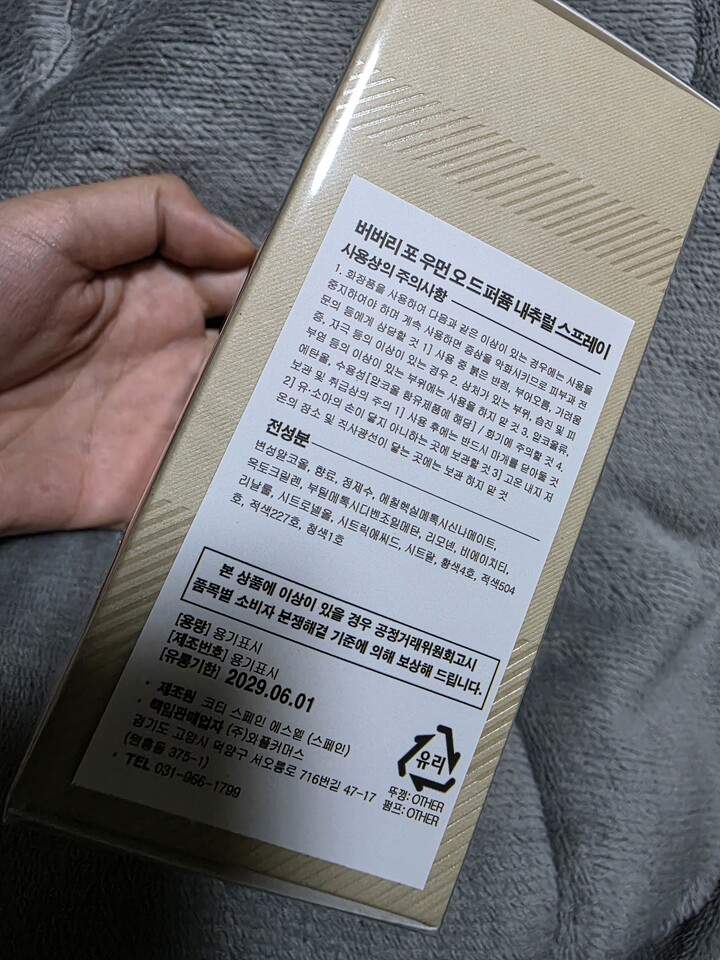 버버리 포 우먼 오 드 퍼퓸 내추럴 스프레이
사용상의 주의사항
1. 화장품을 사용하여 다음과 같은 이상이 있는 경우에는 사용을
중지하여야 하며 계속 사용하면 증상을 악화시키므로 피부과 전
문의 등에게 상담할 것 1] 사용 중 붉은 반점, 부어오름, 가려움
증, 자극 등의 이상이 있는 경우 2. 상처가 있는 부위, 습진 및 피
부염 등의 이상이 있는 부위에는 사용을 하지 말 것 3. 알코올류,
에탄올, 수용성[알코올 함유제품에 해당] / 화기에 주의할 것 4.
보관 및 취급상의 주의 1] 사용 후에는 반드시 마개를 닫아둘 것
2] 유·소아의 손이 닿지 아니하는 곳에 보관할 것 3] 고온 내지 저
온의 장소 및 직사광선이 닿는 곳에는 보관 하지 말 것
전성분
변성알코올, 향료, 정제수, 에칠헥실메톡시신나메이트,
옥토크릴렌, 부틸메톡시디벤조일메탄, 리모넨, 비에이치티,
리날룰, 시트로넬올, 시트릭애씨드, 시트랄, 황색4호, 적색504
호, 적색227호, 청색1호
본 상품에 이상이 있을 경우 공정거래위원회고시
품목별 소비자 분쟁해결 기준에 의해 보상해 드립니다.
[용량] 용기표시
[제조번호] 용기표시
[유통기한] 2029.06.01
· 제조원 코티 스페인 에스엘 (스페인)
· 책임판매업자 (주)와플커머스
경기도 고양시 덕양구 서오릉로 716번길 47-17
(원흥동 375-1)
· TEL 031-966-1799
유리
뚜껑: OTHER
펌프: OTHER